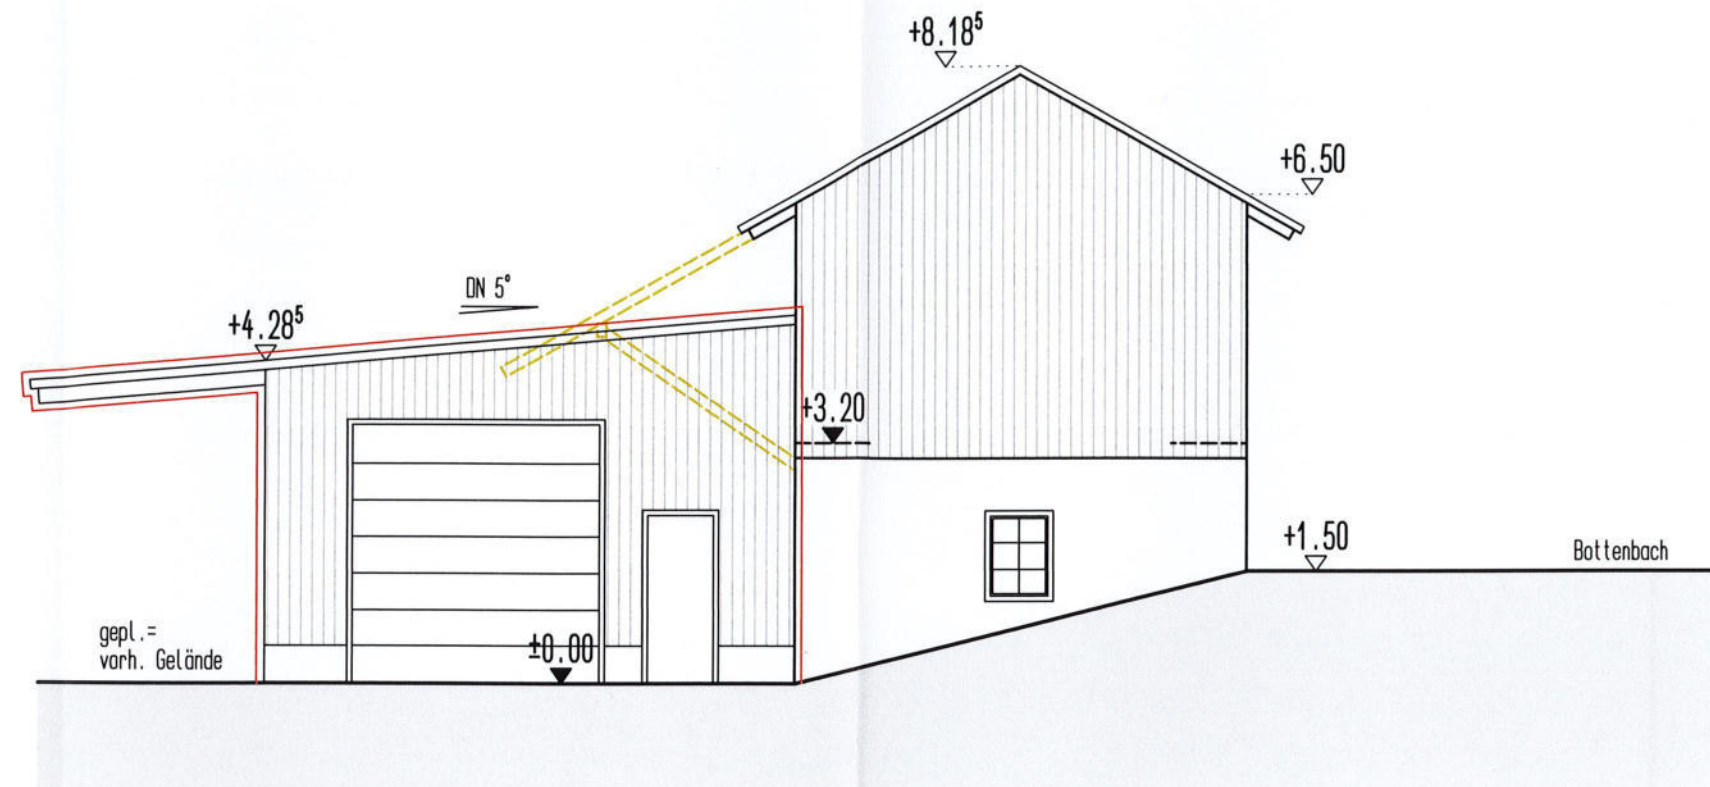 +8.18⁵
+6.50
DN 5°
+4.28⁵
+3.20
+1.50
Bottenbach
gepl.=
vorh. Gelände
±0.00